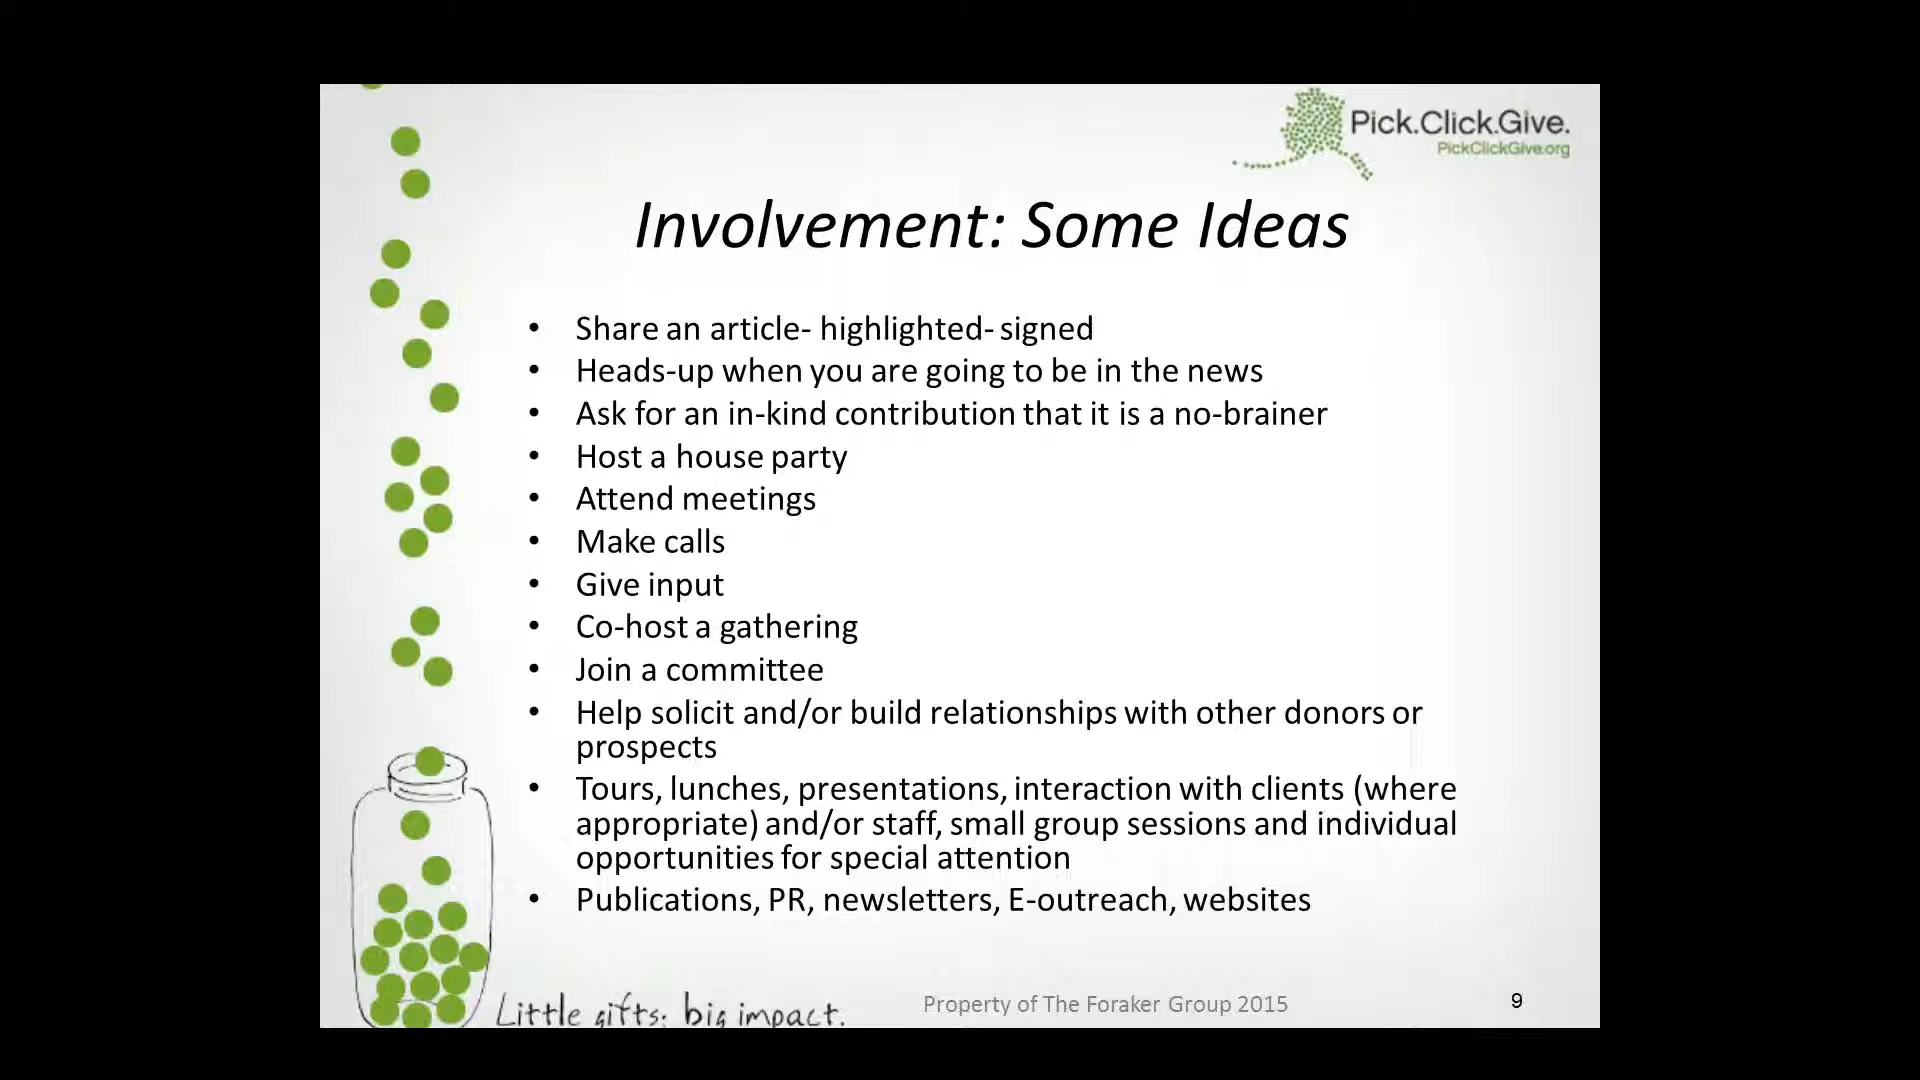 Pick.Click.Give.
PickClickGive.org
Involvement: Some Ideas
• Share an article- highlighted- signed
• Heads-up when you are going to be in the news
• Ask for an in-kind contribution that it is a no-brainer
• Host a house party
• Attend meetings
• Make calls
• Give input
• Co-host a gathering
• Join a committee
• Help solicit and/or build relationships with other donors or
prospects
• Tours, lunches, presentations, interaction with clients (where
appropriate) and/or staff, small group sessions and individual
opportunities for special attention
• Publications, PR, newsletters, E-outreach, websites
Little gifts: big impact.
Property of The Foraker Group 2015
9